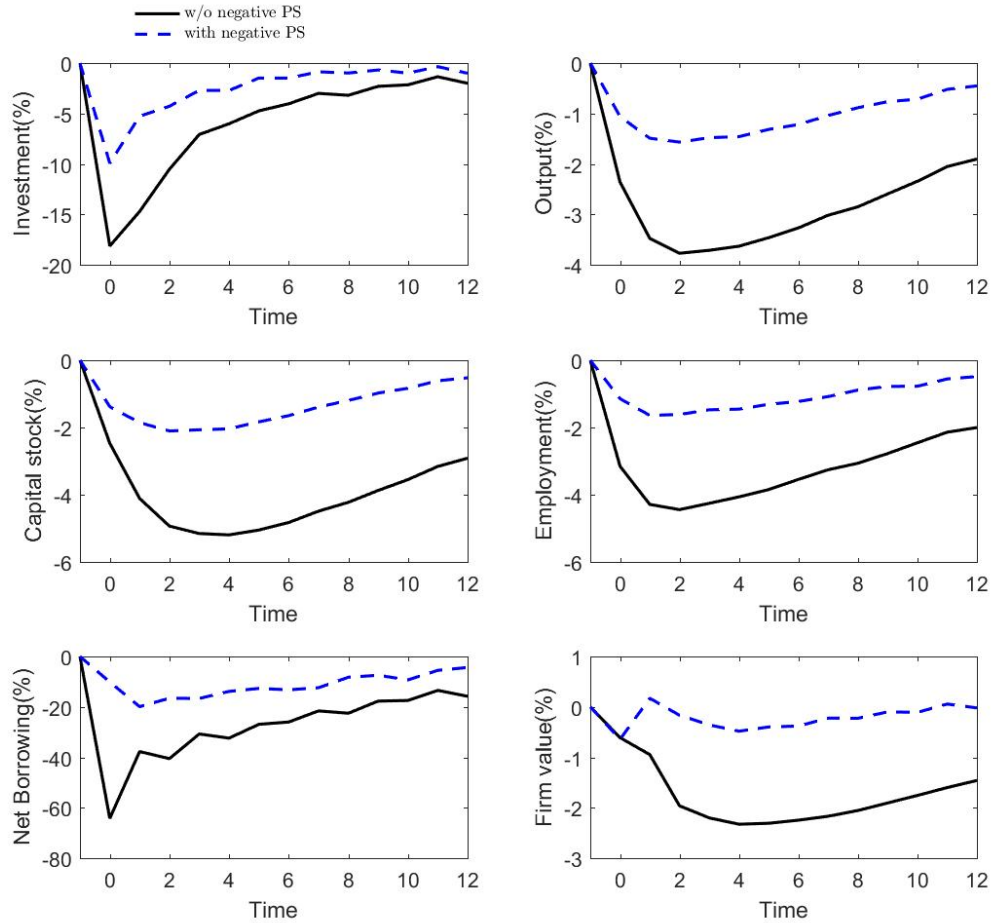 w/o negative PS
with negative PS
0
-5
-10
-15
-20
Investment(%)
0 2 4 6 8 10 12
Time
0
-1
-2
-3
-4
Output(%)
0 2 4 6 8 10 12
Time
0
-2
-4
-6
Capital stock(%)
0 2 4 6 8 10 12
Time
0
-2
-4
-6
Employment(%)
0 2 4 6 8 10 12
Time
0
-20
-40
-60
-80
Net Borrowing(%)
0 2 4 6 8 10 12
Time
1
0
-1
-2
-3
Firm value(%)
0 2 4 6 8 10 12
Time